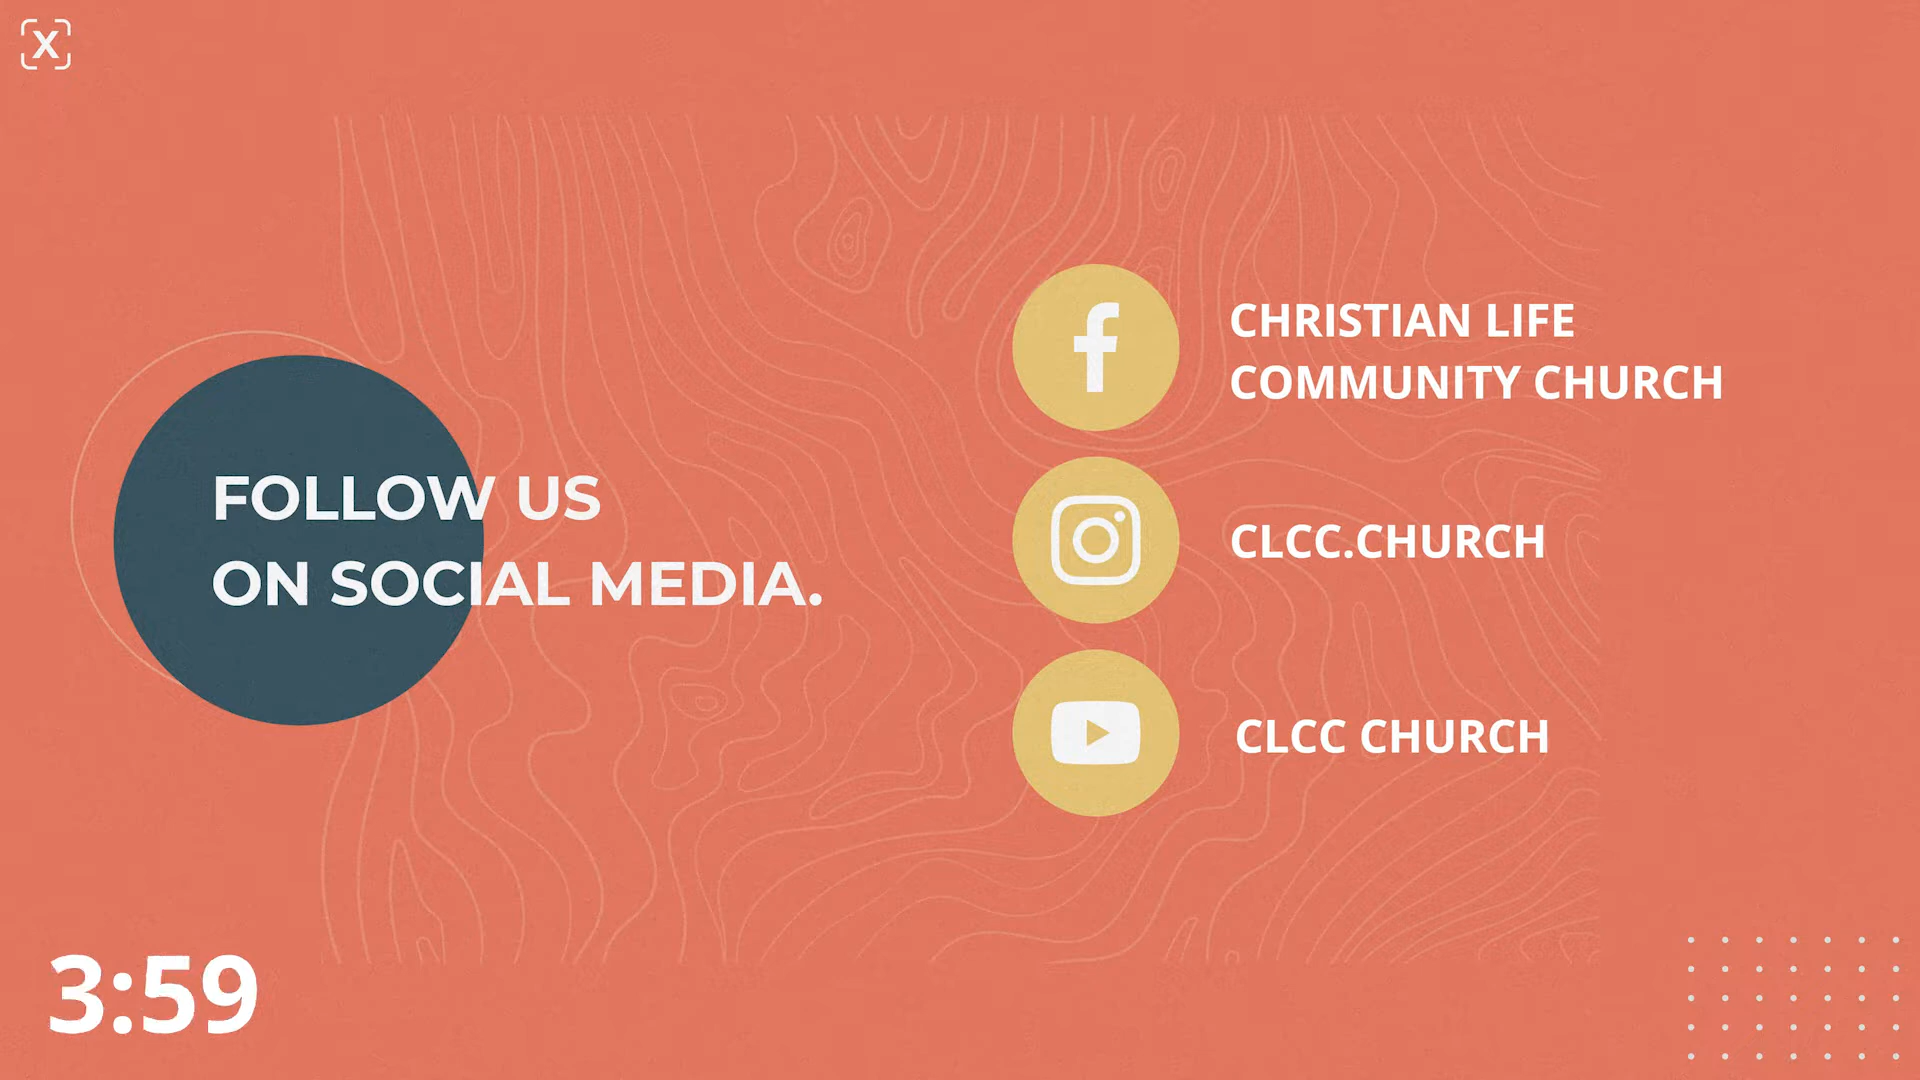 X
FOLLOW US
ON SOCIAL MEDIA.
CHRISTIAN LIFE
COMMUNITY CHURCH
CLCC.CHURCH
CLCC CHURCH
3:59